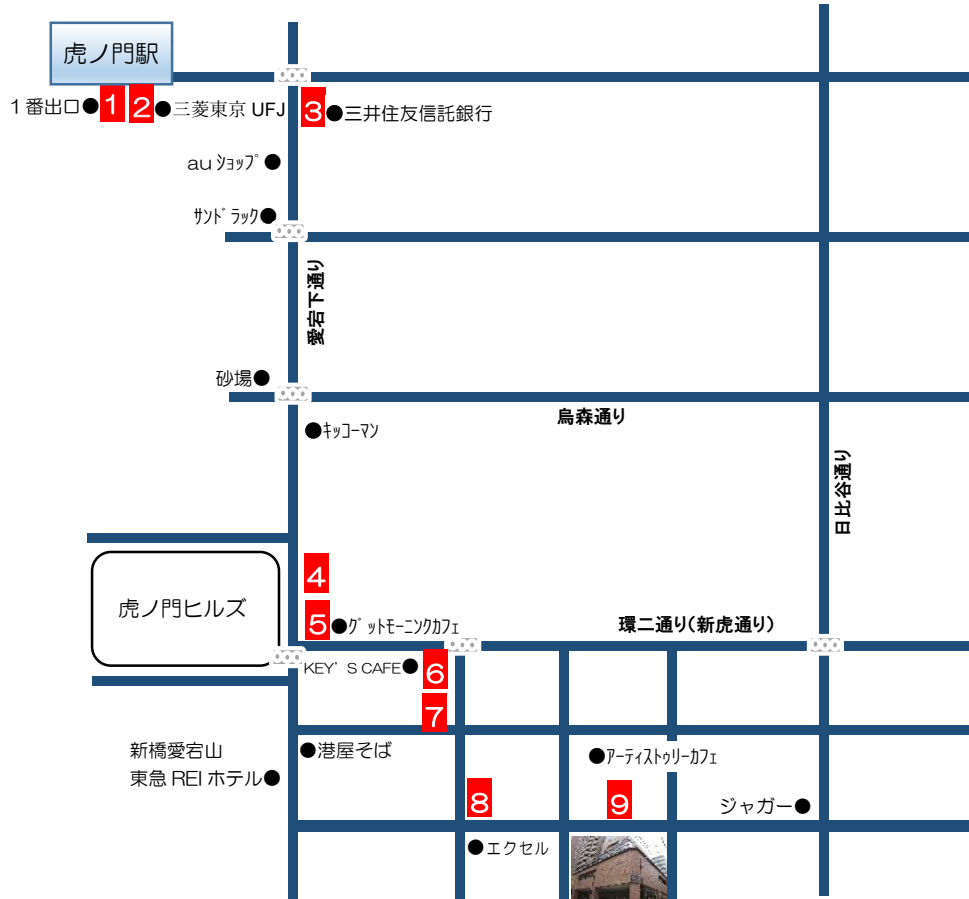 虎ノ門駅
1番出口●
1
2
●三菱東京 UFJ
3
●三井住友信託銀行
au ｼｮｯﾌﾟ●
ｻﾝﾄﾞﾗｯｸ●
愛宕下通り
砂場●
烏森通り
●ｷｯｺｰﾏﾝ
日比谷通り
虎ノ門ヒルズ
4
5
●ｸﾞｯﾄモーニングカフェ
環二通り(新虎通り)
KEY'S CAFE●
6
7
新橋愛宕山
東急 REI ホテル●
●港屋そば
●ｱｰﾃｨｽﾄｩﾘｰカフェ
8
9
ジャガー●
●エクセル